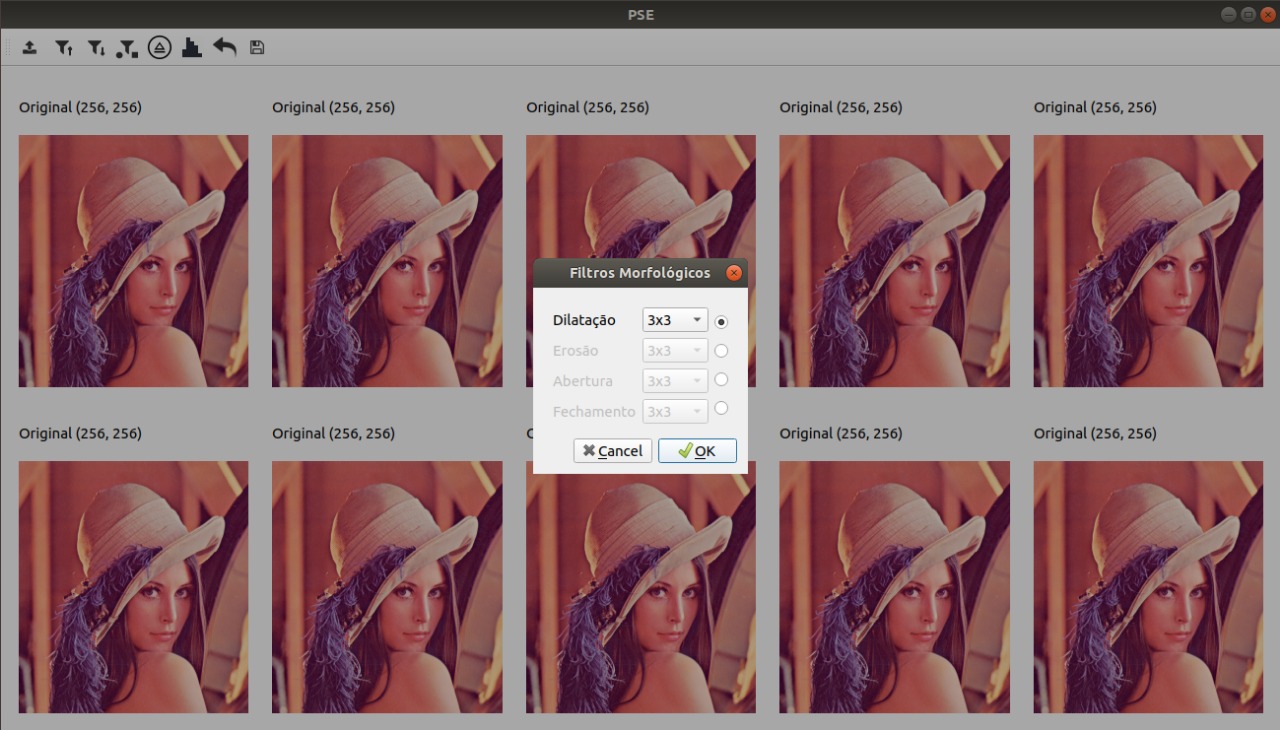 PSE
Original (256, 256) Original (256, 256) Original (256, 256) Original (256, 256) Original (256, 256)
Filtros Morfológicos
Dilatação 3x3
Erosão 3x3
Abertura 3x3
Fechamento 3x3
Cancel OK
Original (256, 256) Original (256, 256) Original (256, 256) Original (256, 256)